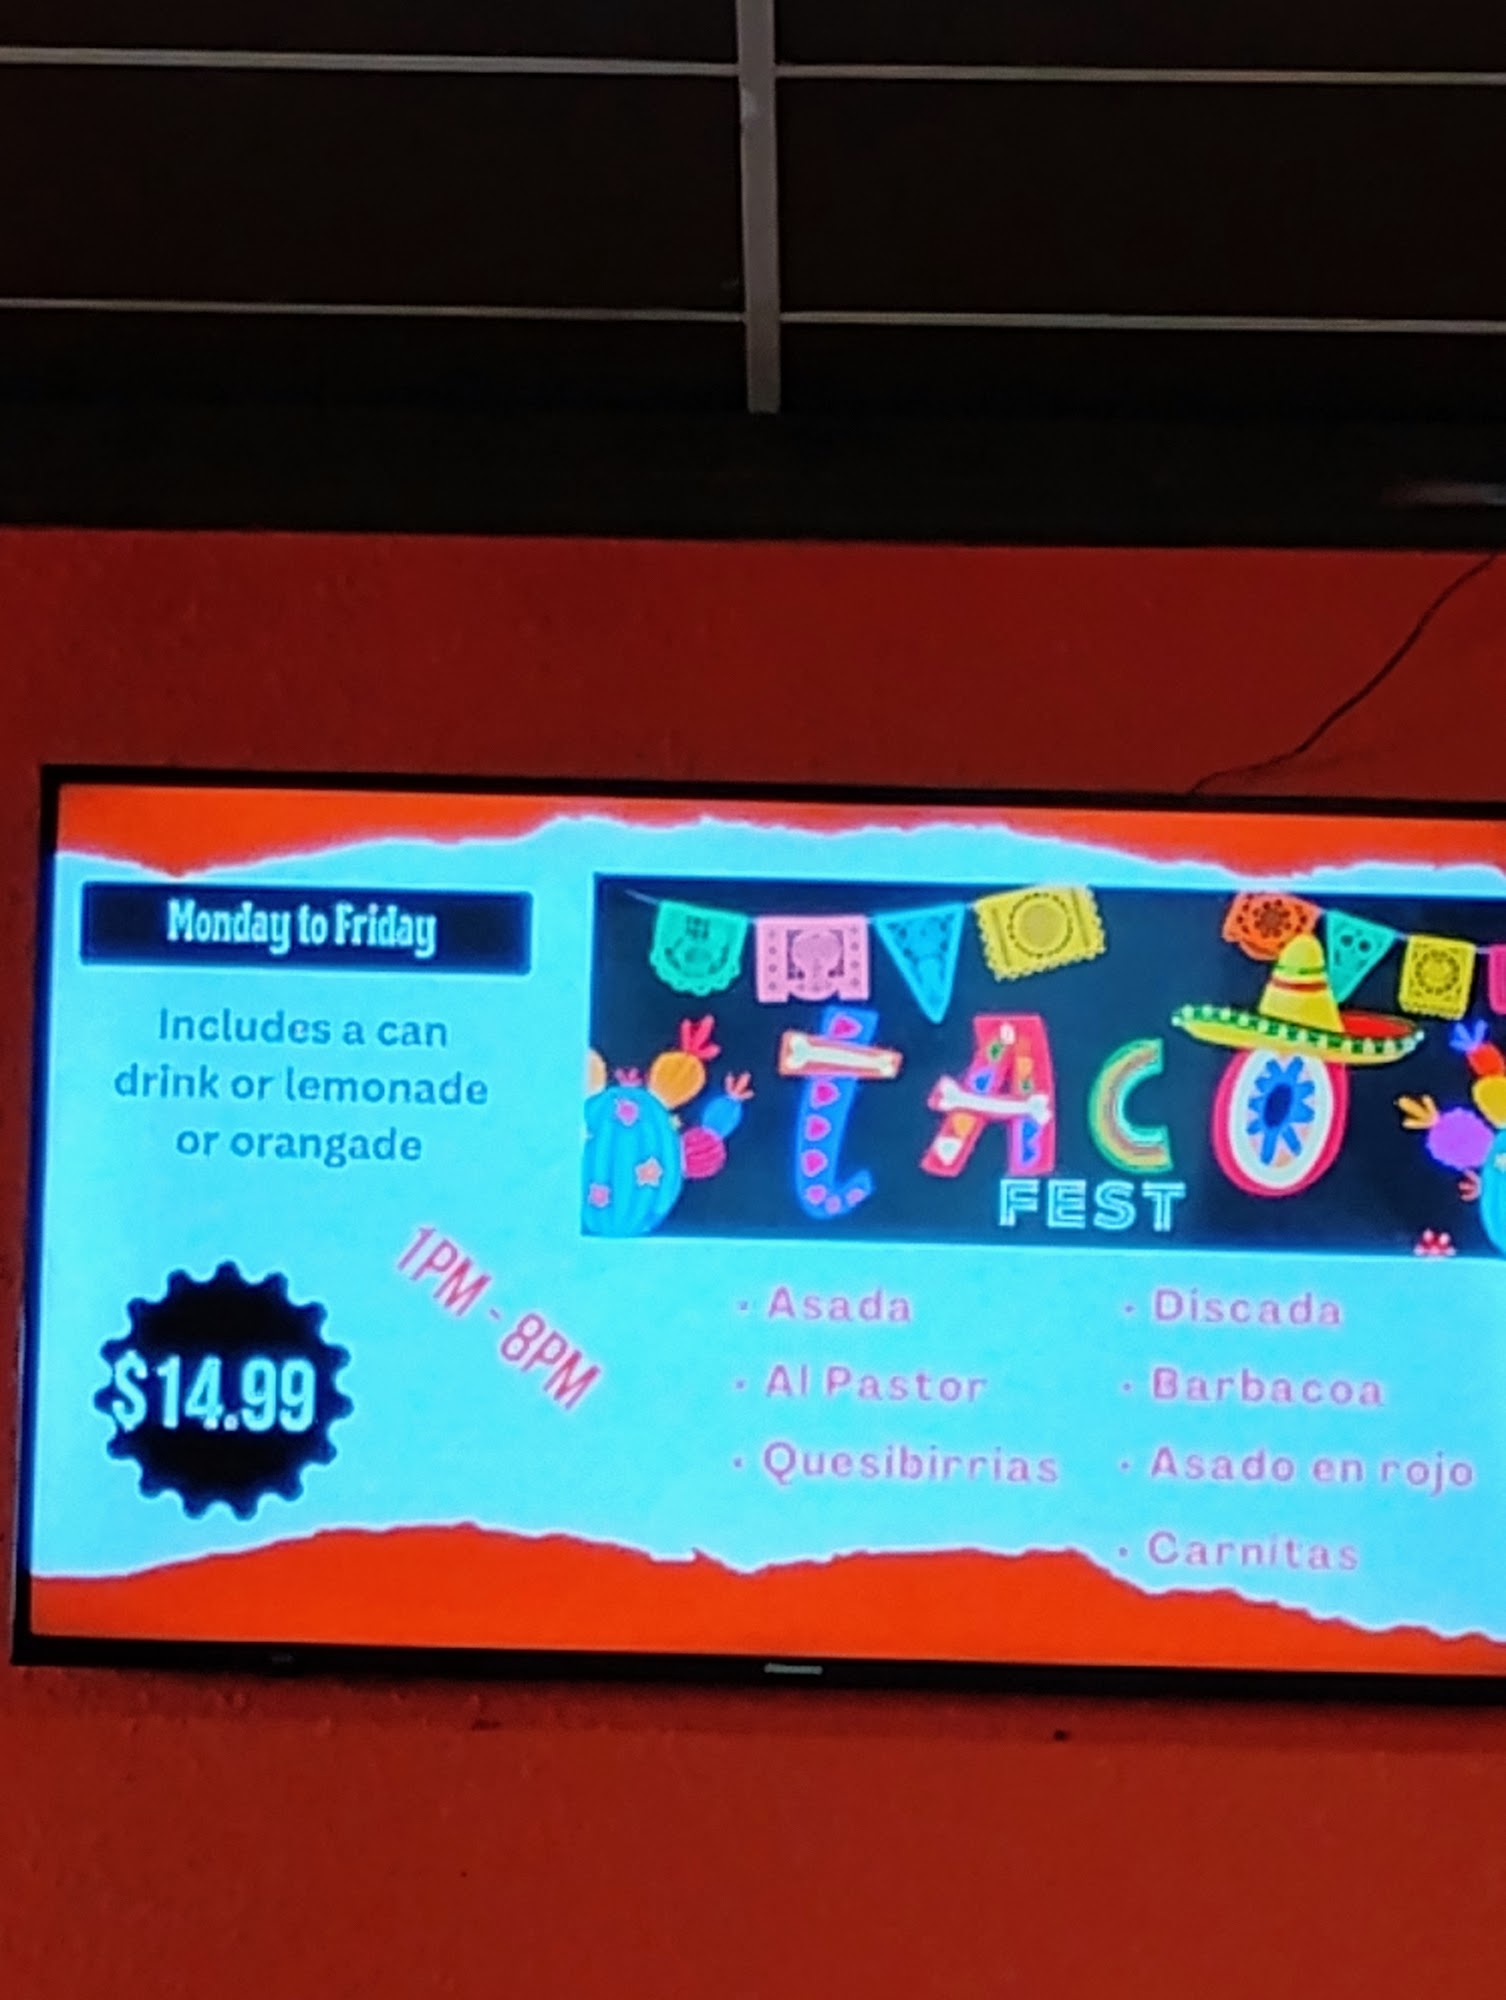 Monday to Friday
Includes a can
drink or lemonade
or orangade
1PM - 8PM
$14.99
TACO
FEST
· Asada
· Al Pastor
· Quesibirrias
· Discada
· Barbacoa
· Asado en rojo
· Carnitas
Hisense